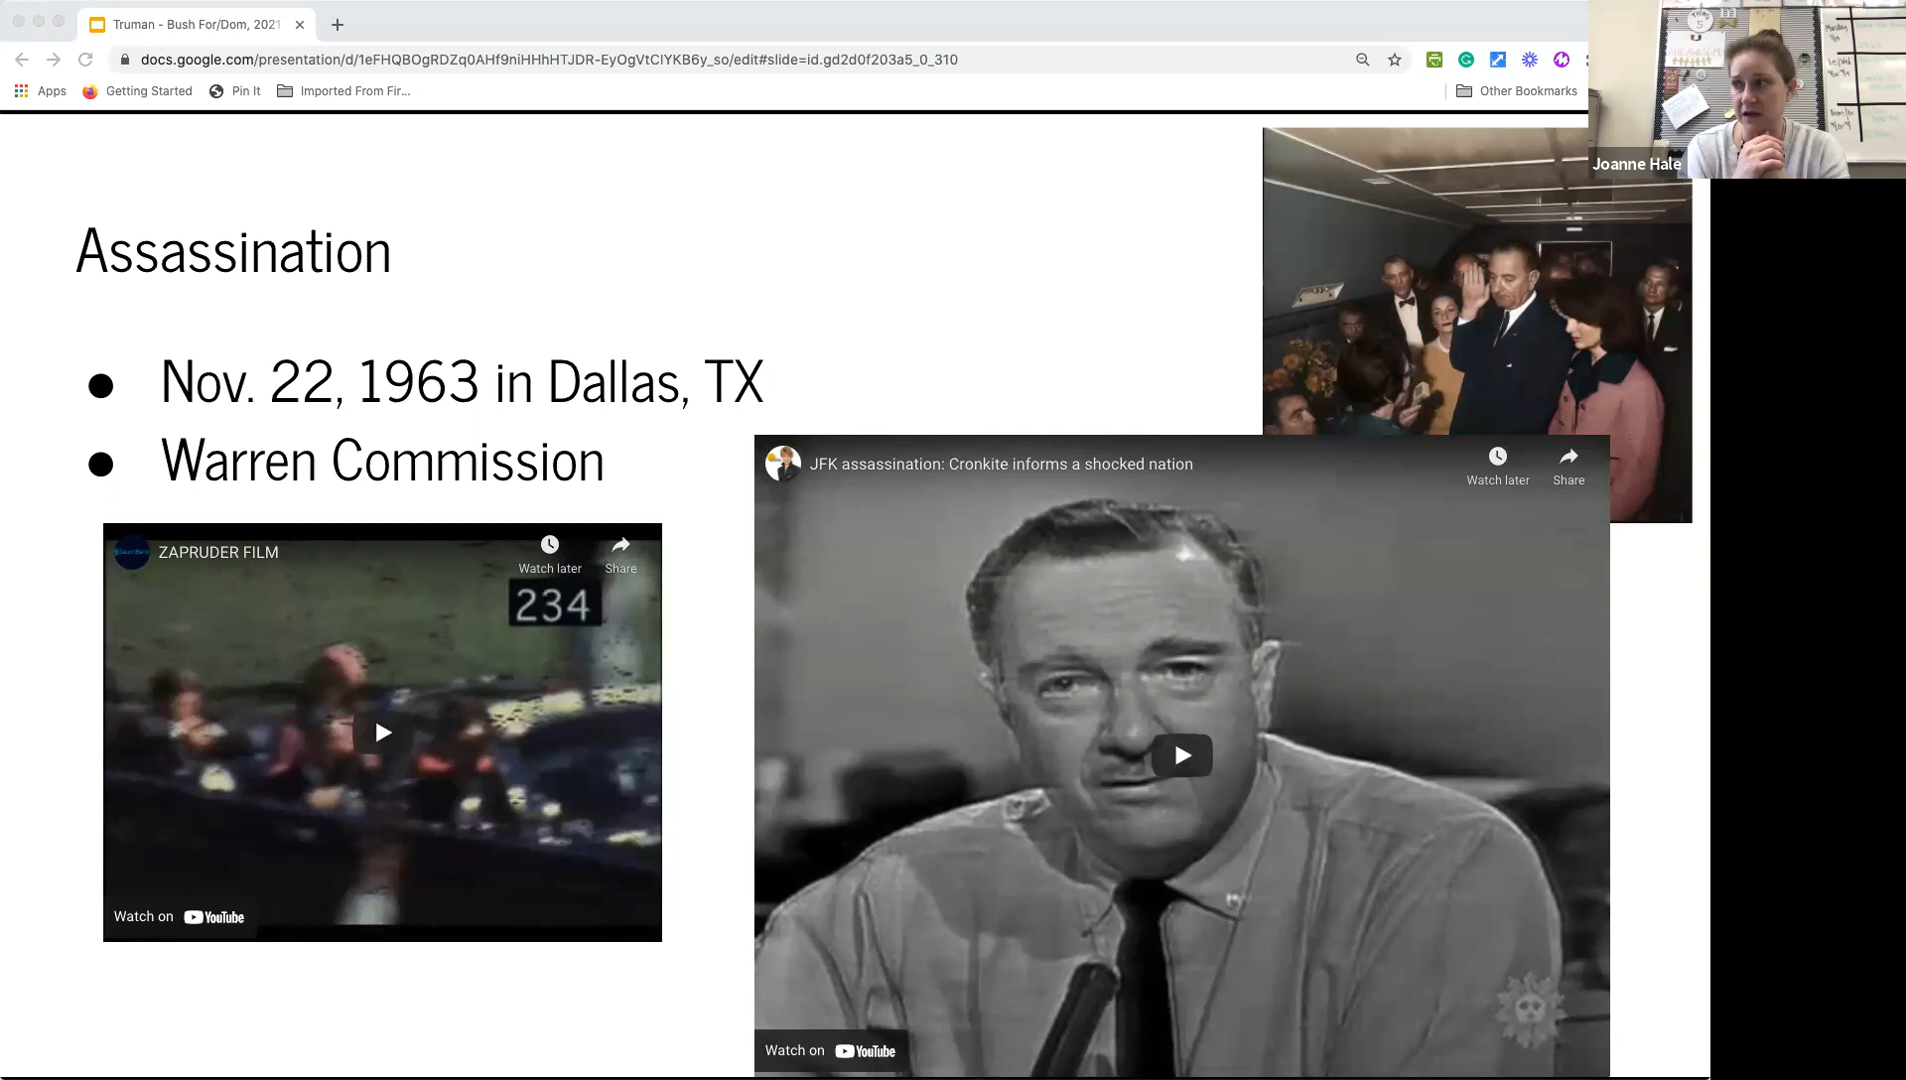 Truman - Bush For/Dom, 2021
docs.google.com/presentation/d/1eFHQBOgRDZq0AHf9niHHhHTJDR-EyOgVtCIYKB6y_so/edit#slide=id.gd2d0f203a5_0_310
Apps Getting Started Pin It Imported From Fir... Other Bookmarks
Joanne Hale
Assassination
● Nov. 22, 1963 in Dallas, TX
● Warren Commission
ZAPRUDER FILM
Watch later Share
234
Watch on YouTube
JFK assassination: Cronkite informs a shocked nation
Watch later Share
Watch on YouTube